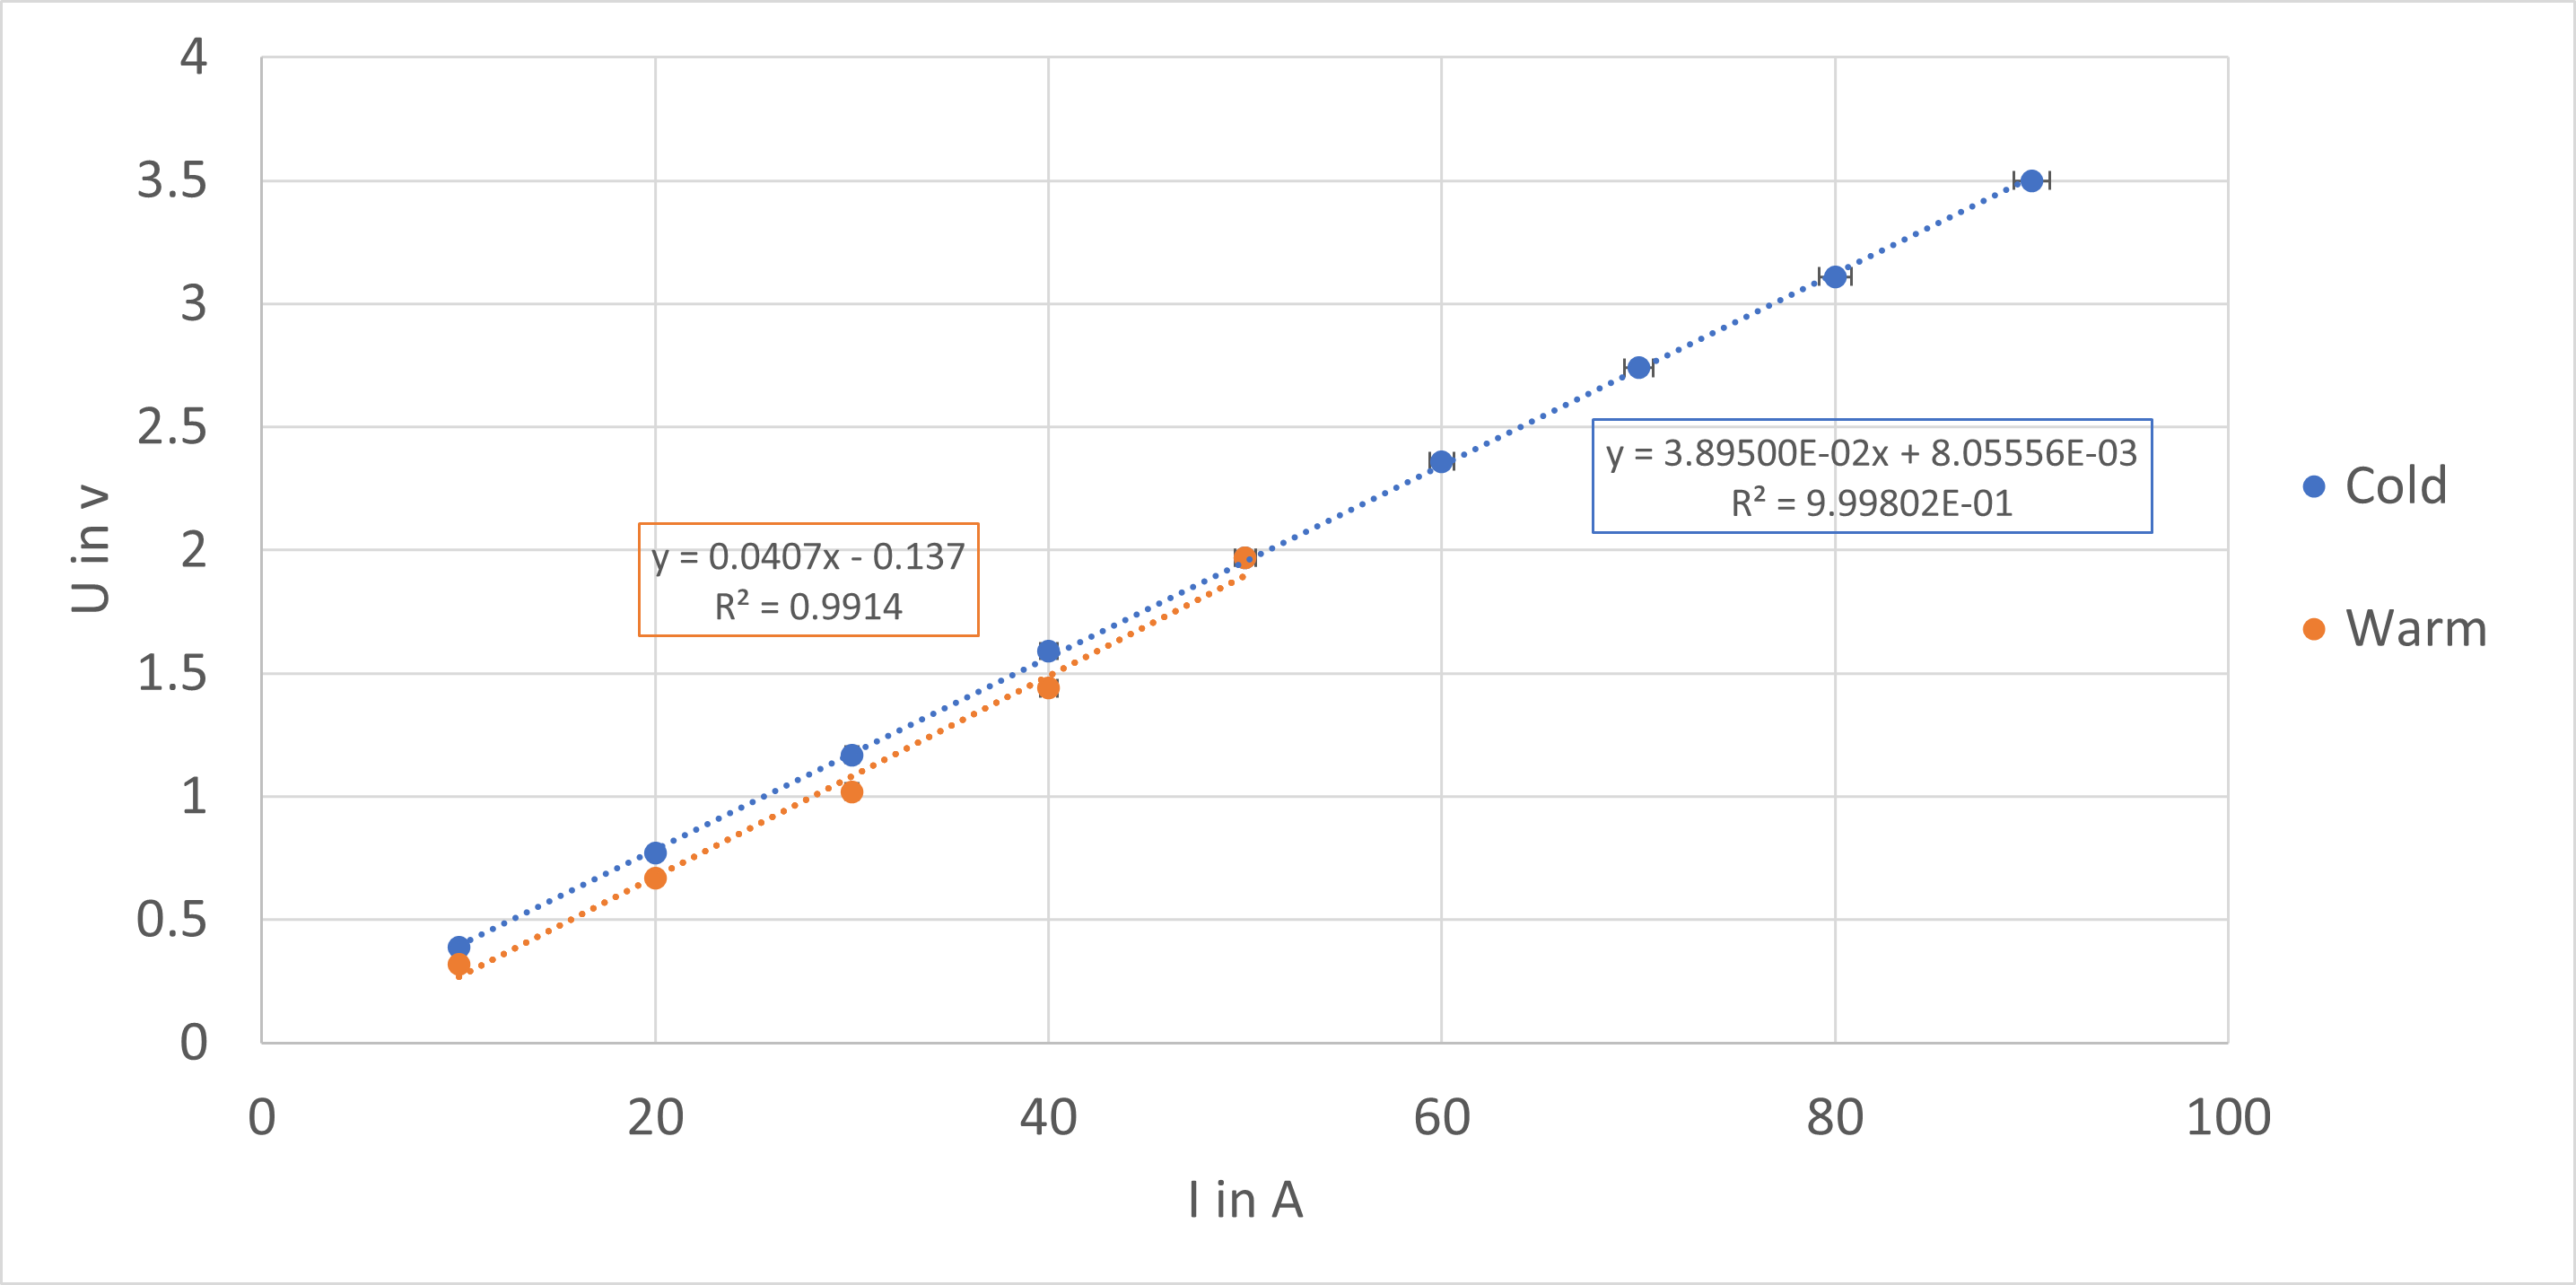 4
3.5
3
2.5
2
1.5
1
0.5
0
U in v
y = 0.0407x - 0.137
R² = 0.9914
y = 3.89500E-02x + 8.05556E-03
R² = 9.99802E-01
Cold
Warm
0 20 40 60 80 100
I in A